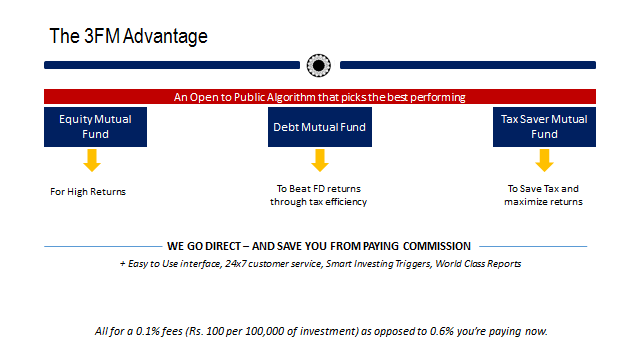 The 3FM Advantage
An Open to Public Algorithm that picks the best performing
Equity Mutual
Fund
Debt Mutual Fund
Tax Saver Mutual
Fund
For High Returns
To Beat FD returns
through tax efficiency
To Save Tax and
maximize returns
WE GO DIRECT – AND SAVE YOU FROM PAYING COMMISSION
+ Easy to Use interface, 24x7 customer service, Smart Investing Triggers, World Class Reports
All for a 0.1% fees (Rs. 100 per 100,000 of investment) as opposed to 0.6% you're paying now.